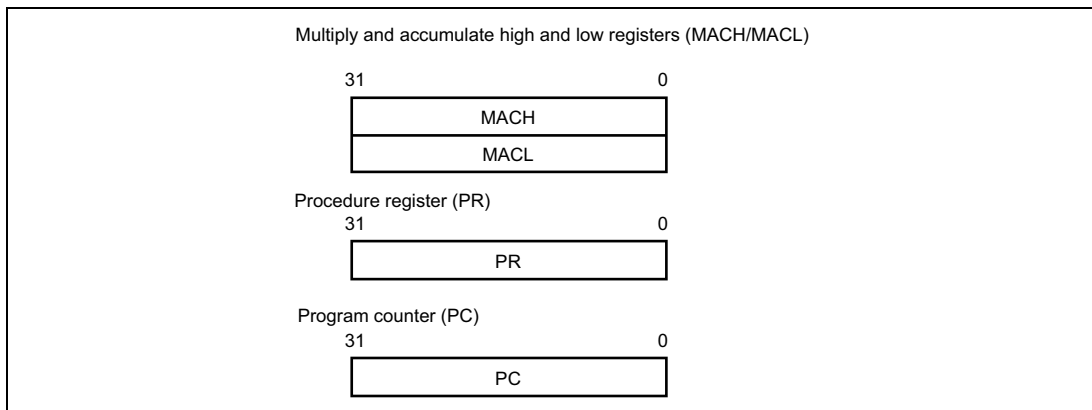 Multiply and accumulate high and low registers (MACH/MACL)
31 0
MACH
MACL
Procedure register (PR)
31 0
PR
Program counter (PC)
31 0
PC